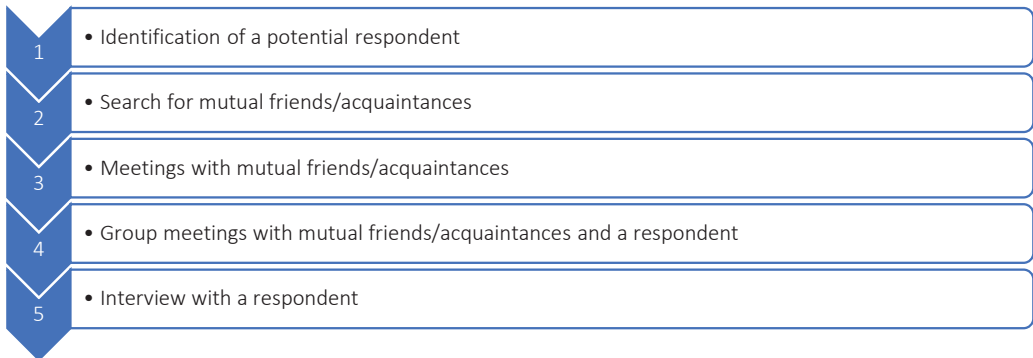 1
• Identification of a potential respondent
2
• Search for mutual friends/acquaintances
3
• Meetings with mutual friends/acquaintances
4
• Group meetings with mutual friends/acquaintances and a respondent
5
• Interview with a respondent